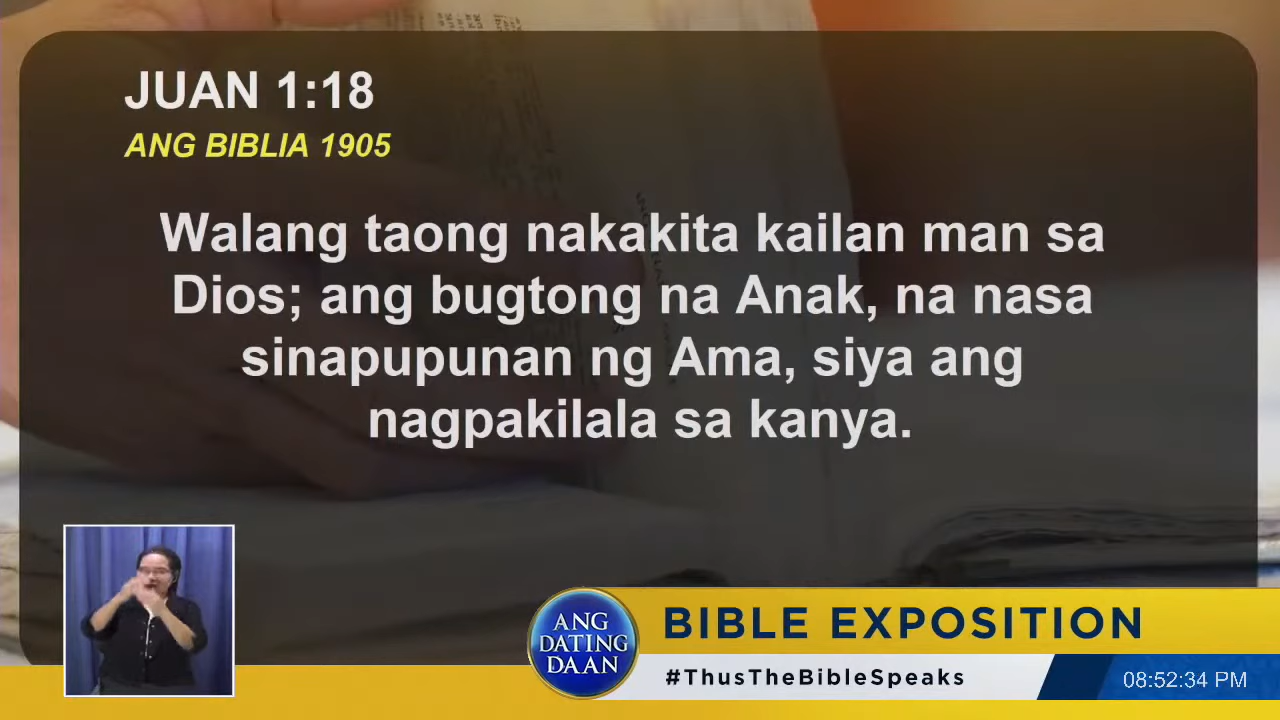 JUAN 1:18
ANG BIBLIA 1905
Walang taong nakakita kailan man sa
Dios; ang bugtong na Anak, na nasa
sinapupunan ng Ama, siya ang
nagpakilala sa kanya.
ANG
DATING
DAAN
BIBLE EXPOSITION
#ThusTheBibleSpeaks
08:52:34 PM